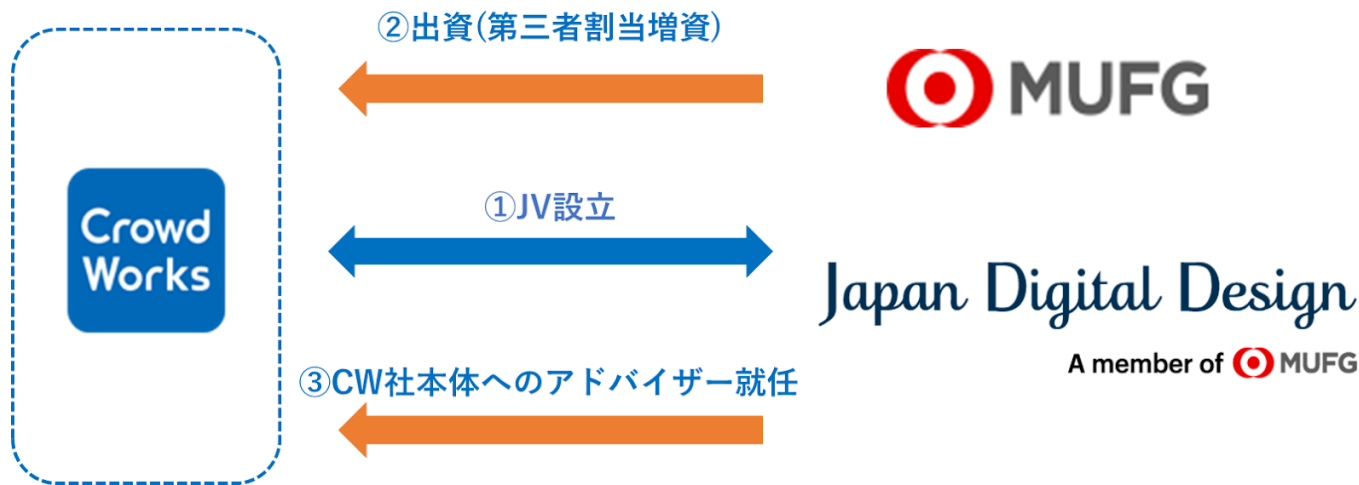 ②出資(第三者割当増資)
MUFG
①JV設立
Crowd
Works
Japan Digital Design
A member of MUFG
③CW社本体へのアドバイザー就任